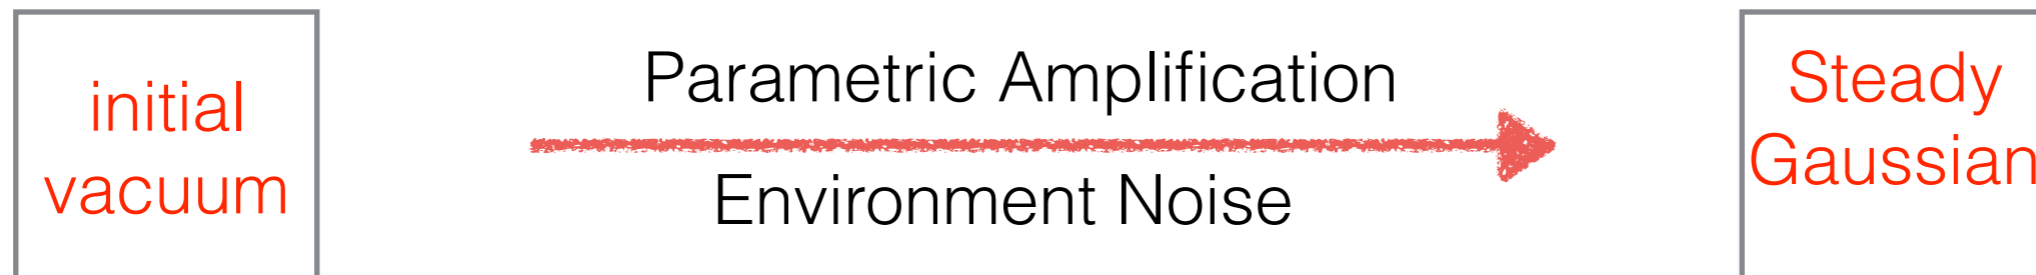 initial
vacuum
Parametric Amplification
Environment Noise
Steady
Gaussian